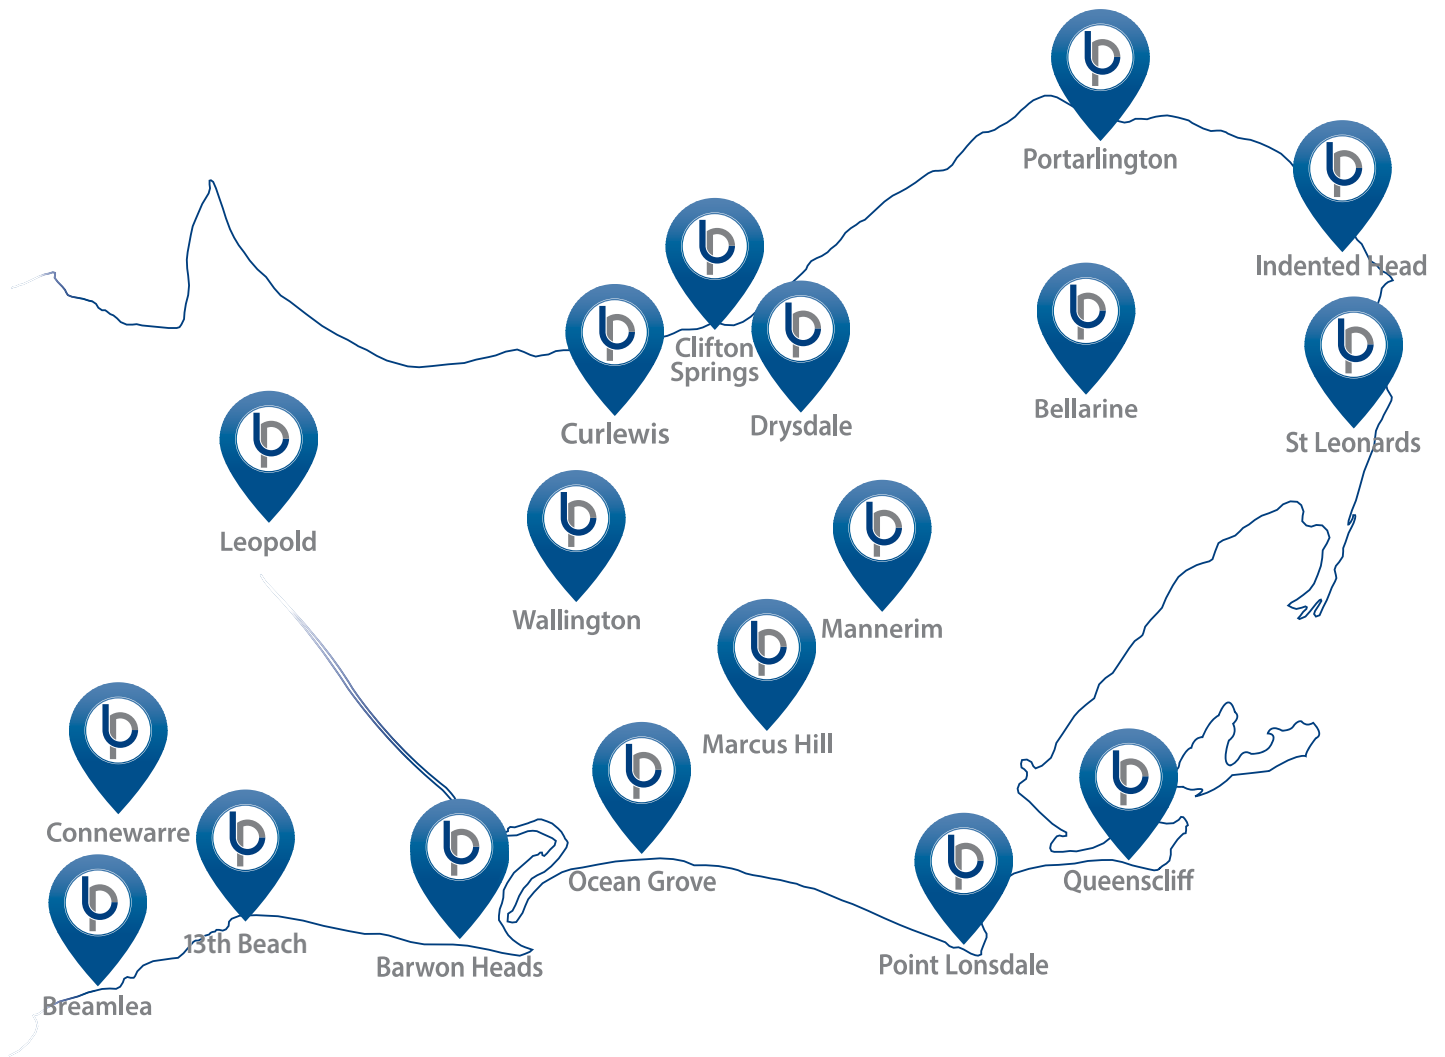 Portarlington
Indented Head
Clifton
Springs
Bellarine
Drysdale
Curlewis
St Leonards
Leopold
Wallington
Mannerim
Marcus Hill
Connewarre
Ocean Grove
Queenscliff
13th Beach
Barwon Heads
Point Lonsdale
Breamlea